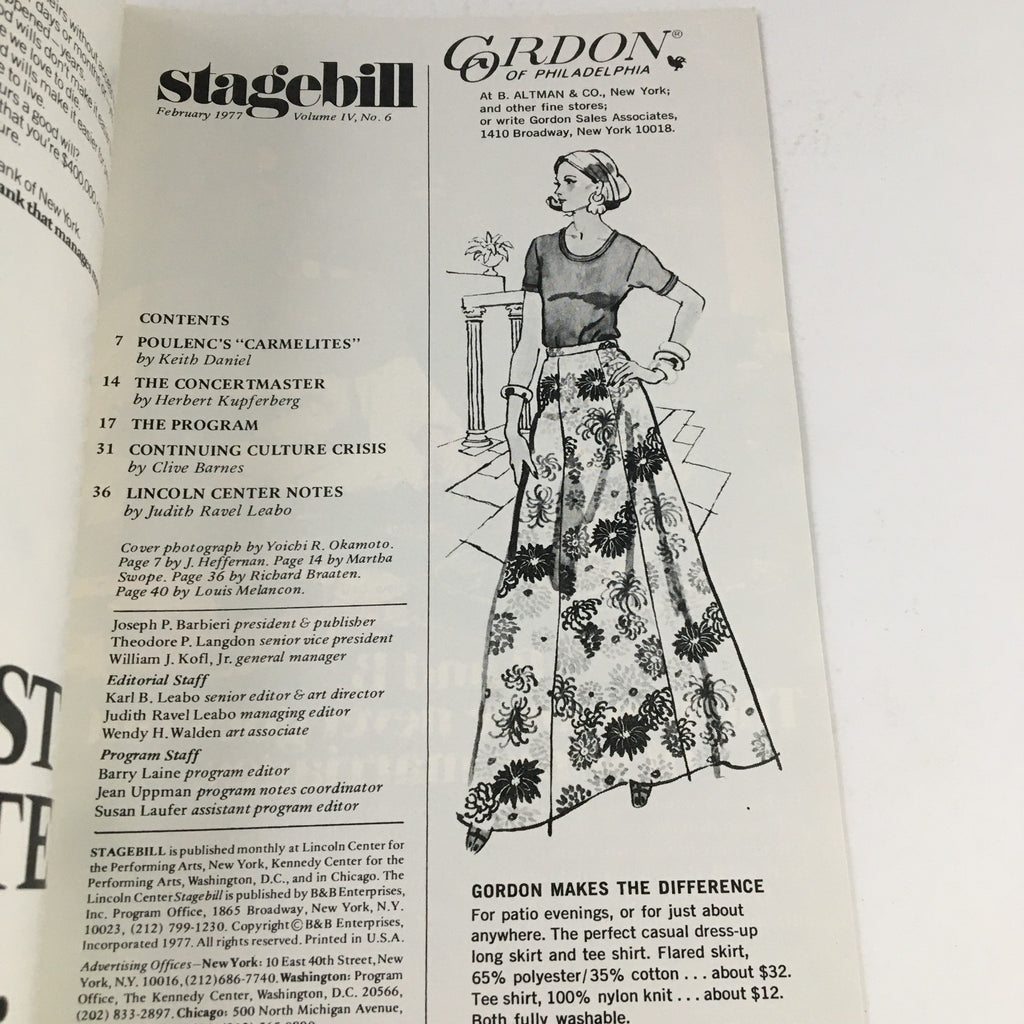 stagebill
February 1977 Volume IV, No. 6
CONTENTS
7 POULENC'S "CARMELITES"
by Keith Daniel
14 THE CONCERTMASTER
by Herbert Kupferberg
17 THE PROGRAM
31 CONTINUING CULTURE CRISIS
by Clive Barnes
36 LINCOLN CENTER NOTES
by Judith Ravel Leabo
Cover photograph by Yoichi R. Okamoto.
Page 7 by J. Heffernan. Page 14 by Martha
Swope. Page 36 by Richard Braaten.
Page 40 by Louis Melancon.
Joseph P. Barbieri president & publisher
Theodore P. Langdon senior vice president
William J. Kofl, Jr. general manager
Editorial Staff
Karl B. Leabo senior editor & art director
Judith Ravel Leabo managing editor
Wendy H. Walden art associate
Program Staff
Barry Laine program editor
Jean Uppman program notes coordinator
Susan Laufer assistant program editor
STAGEBILL is published monthly at Lincoln Center for
the Performing Arts, New York, Kennedy Center for the
Performing Arts, Washington, D.C., and in Chicago. The
Lincoln Center Stagebill is published by B&B Enterprises,
Inc. Program Office, 1865 Broadway, New York, N.Y.
10023, (212) 799-1230. Copyright © B&B Enterprises,
Incorporated 1977. All rights reserved. Printed in U.S.A.
Advertising Offices—New York: 10 East 40th Street, New
York, N.Y. 10016, (212) 686-7740. Washington: Program
Office, The Kennedy Center, Washington, D.C. 20566,
(202) 833-2897. Chicago: 500 North Michigan Avenue,
GORDON®
OF PHILADELPHIA
At B. ALTMAN & CO., New York;
and other fine stores;
or write Gordon Sales Associates,
1410 Broadway, New York 10018.
GORDON MAKES THE DIFFERENCE
For patio evenings, or for just about
anywhere. The perfect casual dress-up
long skirt and tee shirt. Flared skirt,
65% polyester/35% cotton . . . about $32.
Tee shirt, 100% nylon knit . . . about $12.
Both fully washable.